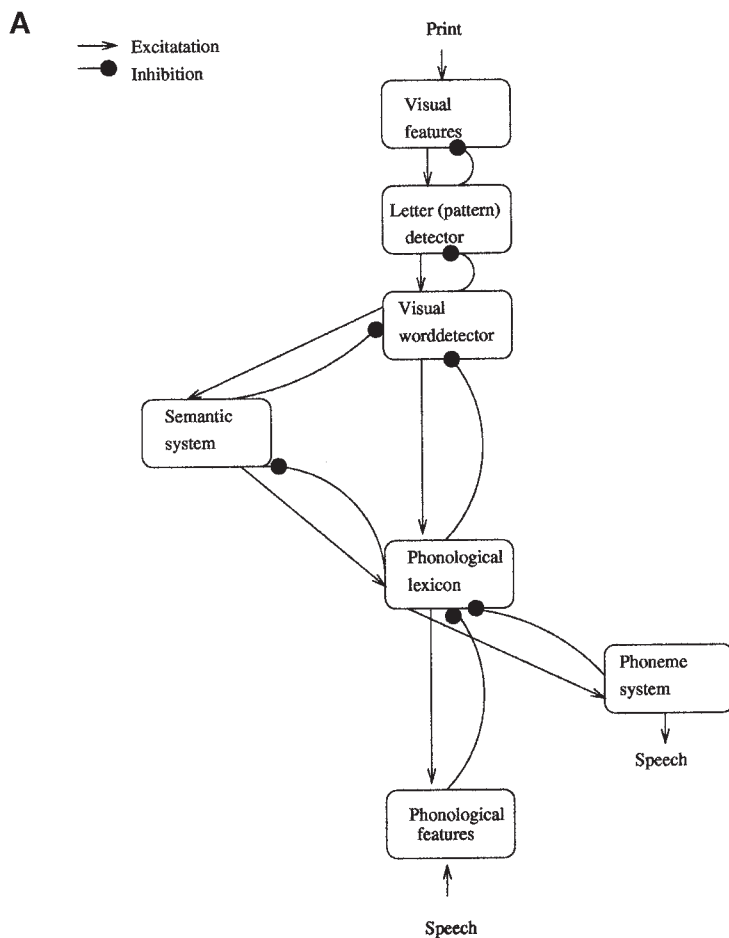 A
Excitatation
Inhibition
Print
Visual
features
Letter (pattern)
detector
Visual
worddetector
Semantic
system
Phonological
lexicon
Phoneme
system
Speech
Phonological
features
Speech